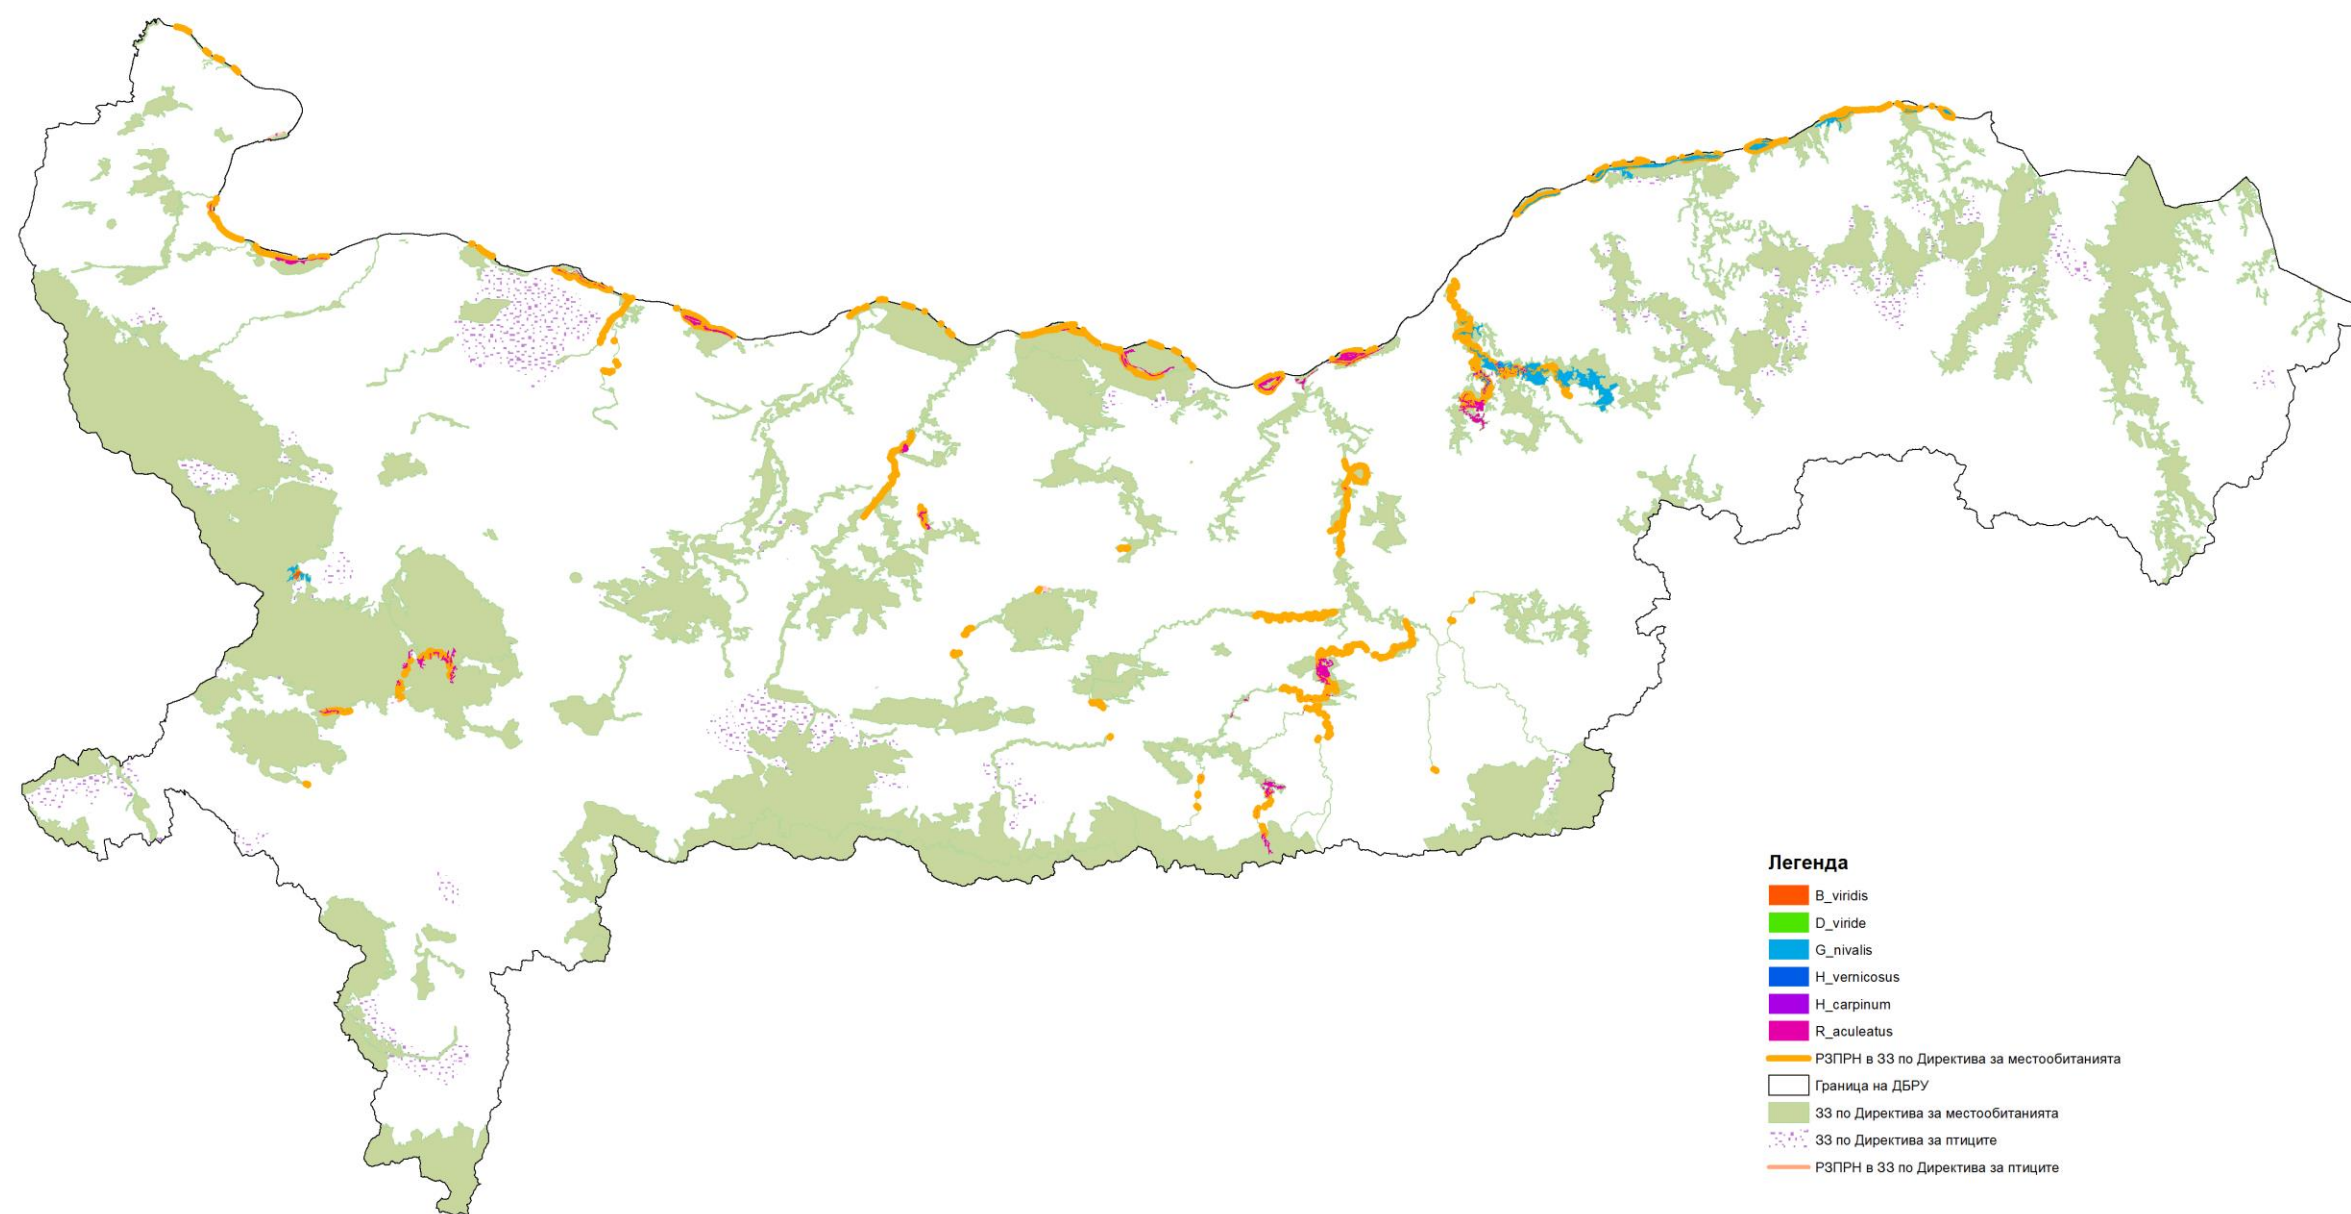 Легенда
B_viridis
D_viride
G_nivalis
H_vernicosus
H_carpinum
R_aculeatus
РЗПРН в ЗЗ по Директива за местообитанията
Граница на ДБРУ
ЗЗ по Директива за местообитанията
ЗЗ по Директива за птиците
РЗПРН в ЗЗ по Директива за птиците